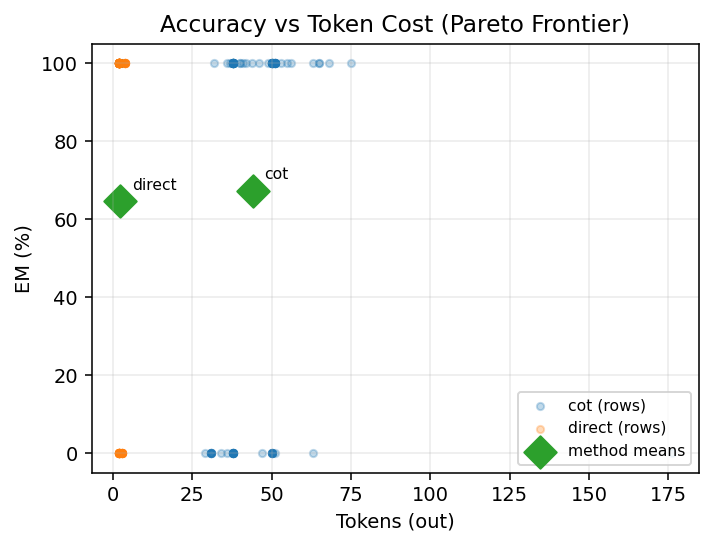 Accuracy vs Token Cost (Pareto Frontier)
100
80
60
40
20
0
EM (%)
direct
cot
cot (rows)
direct (rows)
method means
0 25 50 75 100 125 150 175
Tokens (out)